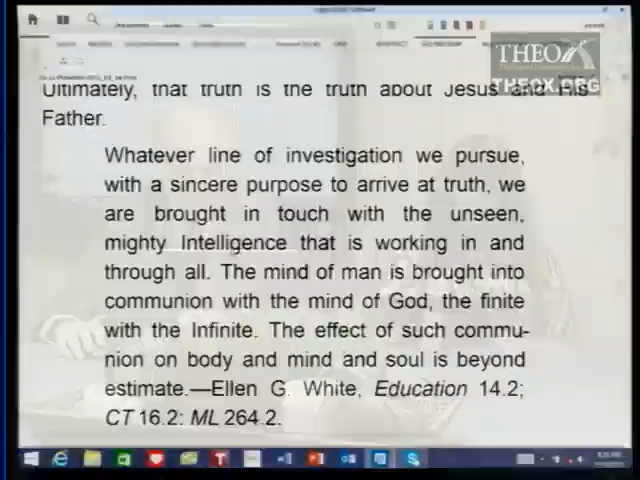 THEOX
THEOX.ORG
Ultimately, that truth is the truth about Jesus and His
Father.
Whatever line of investigation we pursue,
with a sincere purpose to arrive at truth, we
are brought in touch with the unseen,
mighty Intelligence that is working in and
through all. The mind of man is brought into
communion with the mind of God, the finite
with the Infinite. The effect of such commu-
nion on body and mind and soul is beyond
estimate.—Ellen G. White, Education 14.2;
CT 16.2: ML 264.2.